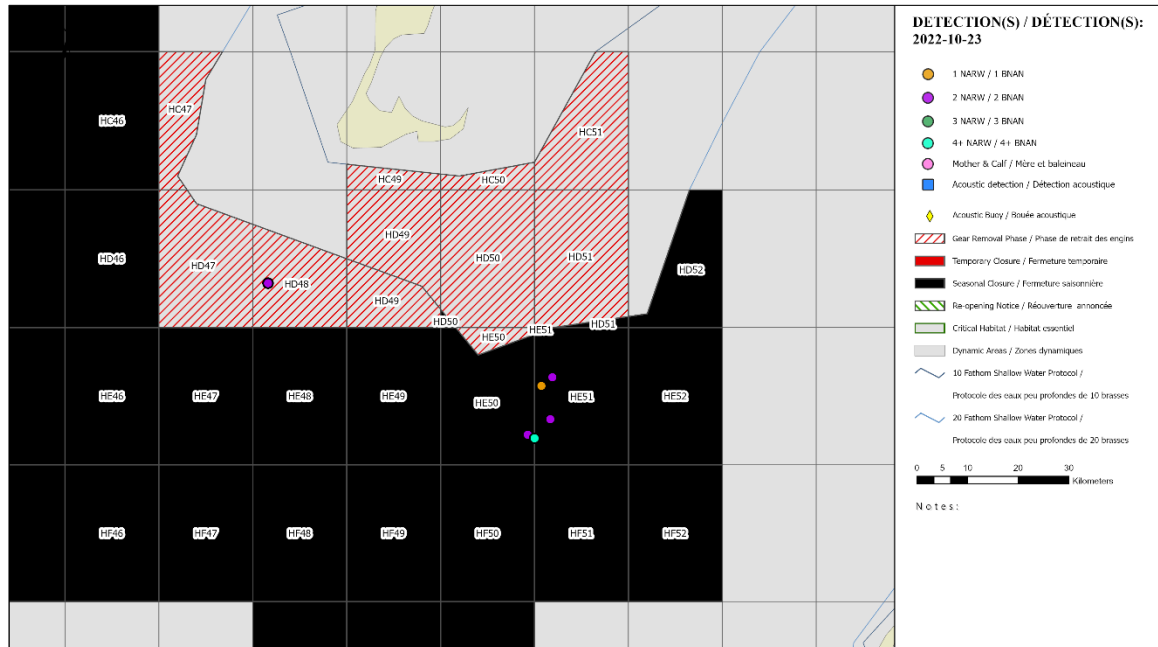 DETECTION(S) / DÉTECTION(S):
2022-10-23
1 NARW / 1 BNAN
2 NARW / 2 BNAN
3 NARW / 3 BNAN
4+ NARW / 4+ BNAN
Mother & Calf / Mère et baleineau
Acoustic detection / Détection acoustique
Acoustic Buoy / Bouée acoustique
Gear Removal Phase / Phase de retrait des engins
Temporary Closure / Fermeture temporaire
Seasonal Closure / Fermeture saisonnière
Re-opening Notice / Réouverture annoncée
Critical Habitat / Habitat essentiel
Dynamic Areas / Zones dynamiques
10 Fathom Shallow Water Protocol /
Protocole des eaux peu profondes de 10 brasses
20 Fathom Shallow Water Protocol /
Protocole des eaux peu profondes de 20 brasses
0 5 10 20 30
Kilometers
Notes:
HC47
HC46 HC51
HC49 HC50
HD49
HD46 HD47 HD50 HD51
HD52
HD48
HD49
HD50 HD51
HE50 HE51
HE46 HE47 HE48 HE49 HE50 HE51 HE52
HF46 HF47 HF48 HF49 HF50 HF51 HF52